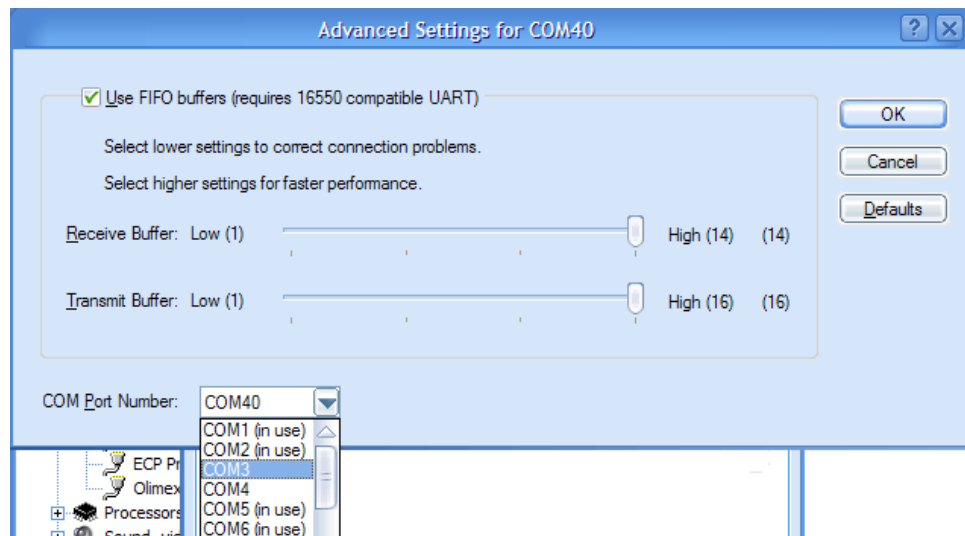 Advanced Settings for COM40
Use FIFO buffers (requires 16550 compatible UART)
OK
Select lower settings to correct connection problems.
Cancel
Select higher settings for faster performance.
Defaults
Receive Buffer: Low (1) High (14) (14)
Transmit Buffer: Low (1) High (16) (16)
COM Port Number: COM40
COM1 (in use)
COM2 (in use)
ECP Pr COM3
Olimex COM4
Processors COM5 (in use)
Sound, vid COM6 (in use)